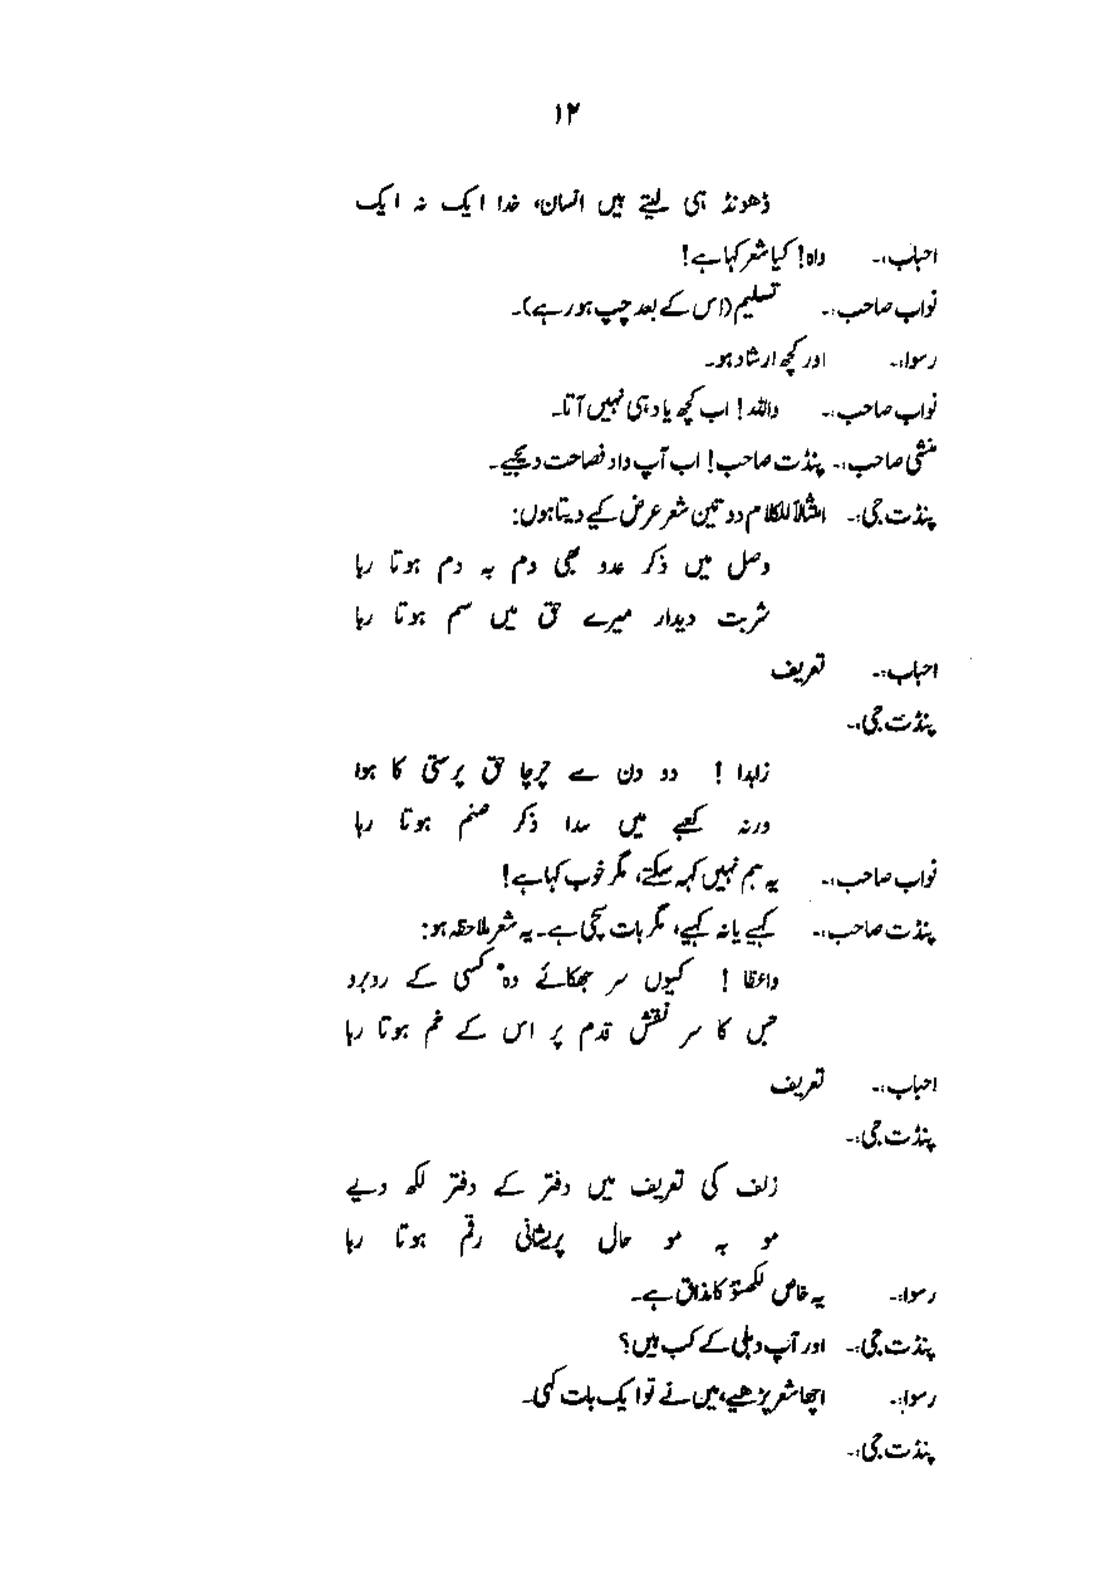 ۱۲
ڈھونڈ ہی لیتے ہیں انسان، خدا ایک نہ ایک
احباب:۔ واہ! کیا شعر کہا ہے!
نواب صاحب:۔ تسلیم (اس کے بعد چپ ہو رہے)۔
رسوا:۔ اور کچھ ارشاد ہو۔
نواب صاحب:۔ واللہ! اب کچھ یاد ہی نہیں آتا۔
منشی صاحب:۔ پنڈت صاحب! اب آپ داد فصاحت دیجیے۔
پنڈت جی:۔ امتثالاً للکلام دو تین شعر عرض کیے دیتا ہوں:
وصل میں ذکر عدو بھی دم بہ دم ہوتا رہا
شربت دیدار میرے حق میں سم ہوتا رہا
احباب:۔ تعریف
پنڈت جی:۔
زاہدا! دو دن سے چرچا حق پرستی کا ہوا
ورنہ کعبے میں سدا ذکر صنم ہوتا رہا
نواب صاحب:۔ یہ ہم نہیں کہہ سکتے، مگر خوب کہا ہے!
پنڈت صاحب:۔ کہیے یا نہ کہیے، مگر بات سچی ہے۔ یہ شعر ملاحظہ ہو:
واعظا! کیوں سر جھکائے وہ کسی کے روبرو
جس کا سر نقش قدم پر اس کے خم ہوتا رہا
احباب:۔ تعریف
پنڈت جی:۔
زلف کی تعریف میں دفتر کے دفتر لکھ دیے
مو بہ مو حال پریشانی رقم ہوتا رہا
رسوا:۔ یہ خاص لکھنؤ کا مذاق ہے۔
پنڈت جی:۔ اور آپ دہلی کے کب ہیں؟
رسوا:۔ اچھا شعر پڑھیے، میں نے تو ایک بات کہی۔
پنڈت جی:۔